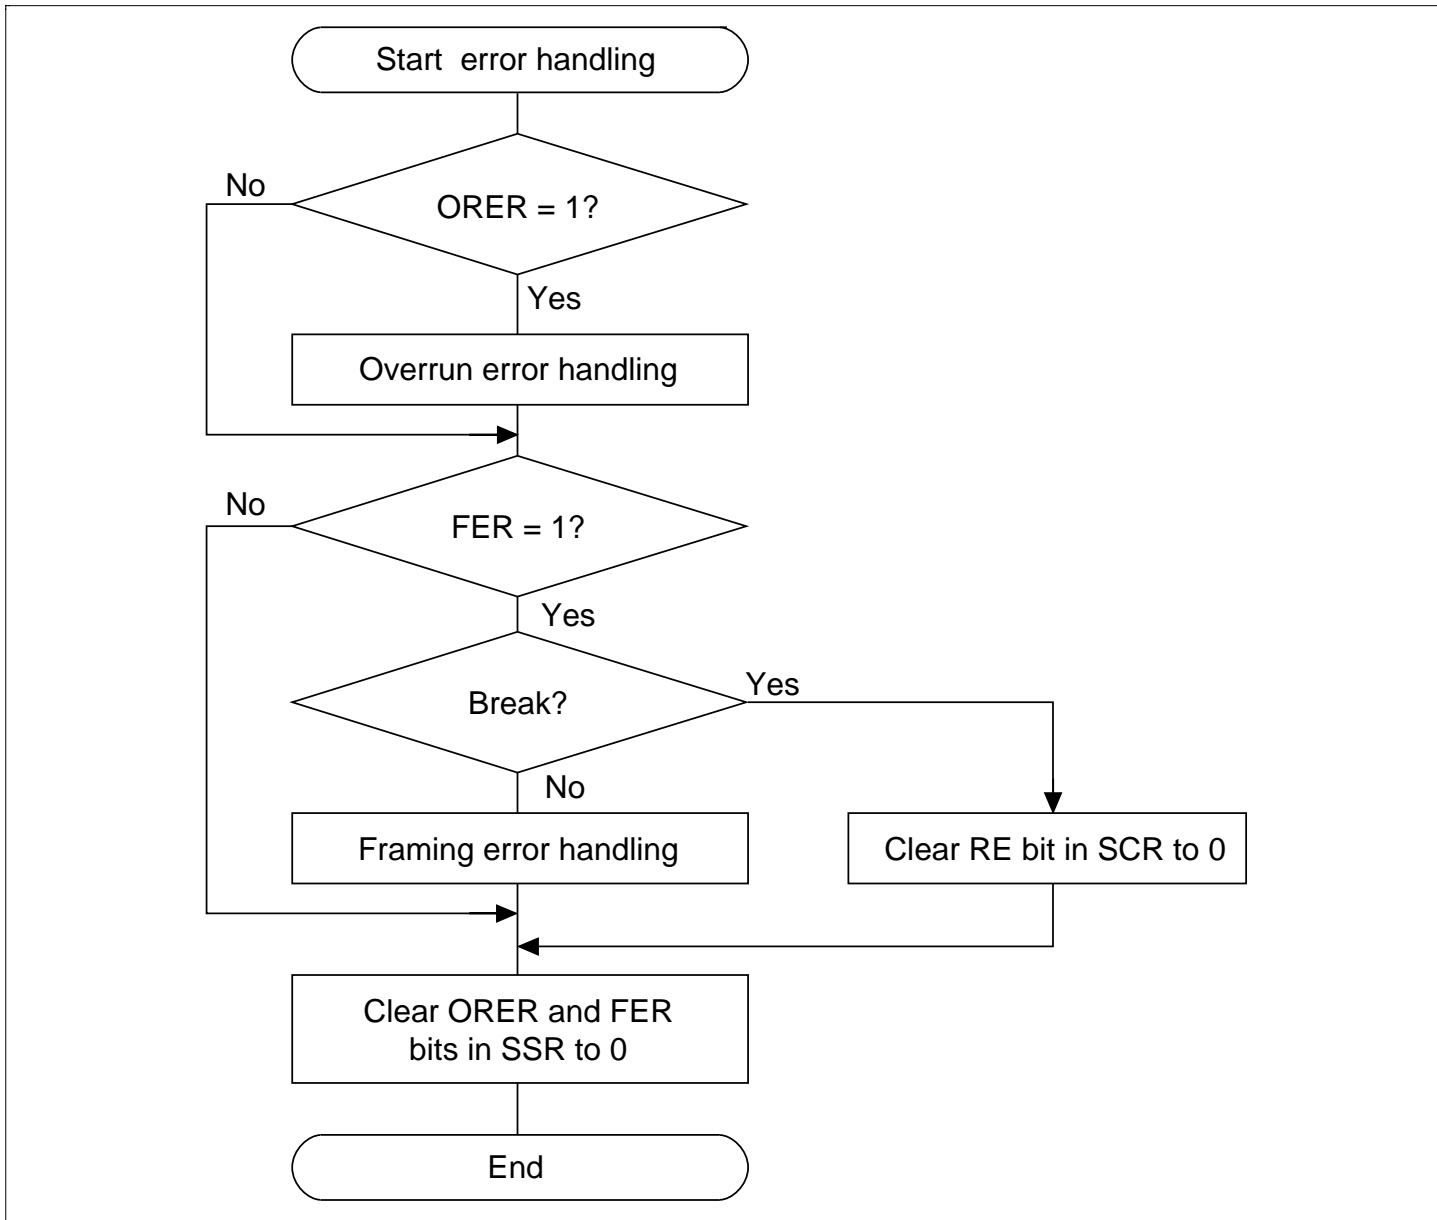 Start error handling
No
ORER = 1?
Yes
Overrun error handling
No
FER = 1?
Yes
Break?
Yes
No
Framing error handling
Clear RE bit in SCR to 0
Clear ORER and FER
bits in SSR to 0
End